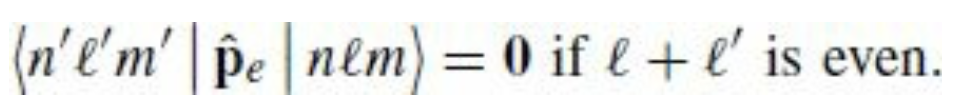 ⟨n′ℓ′m′ | p̂ₑ | nℓm⟩ = 0 if ℓ + ℓ′ is even.